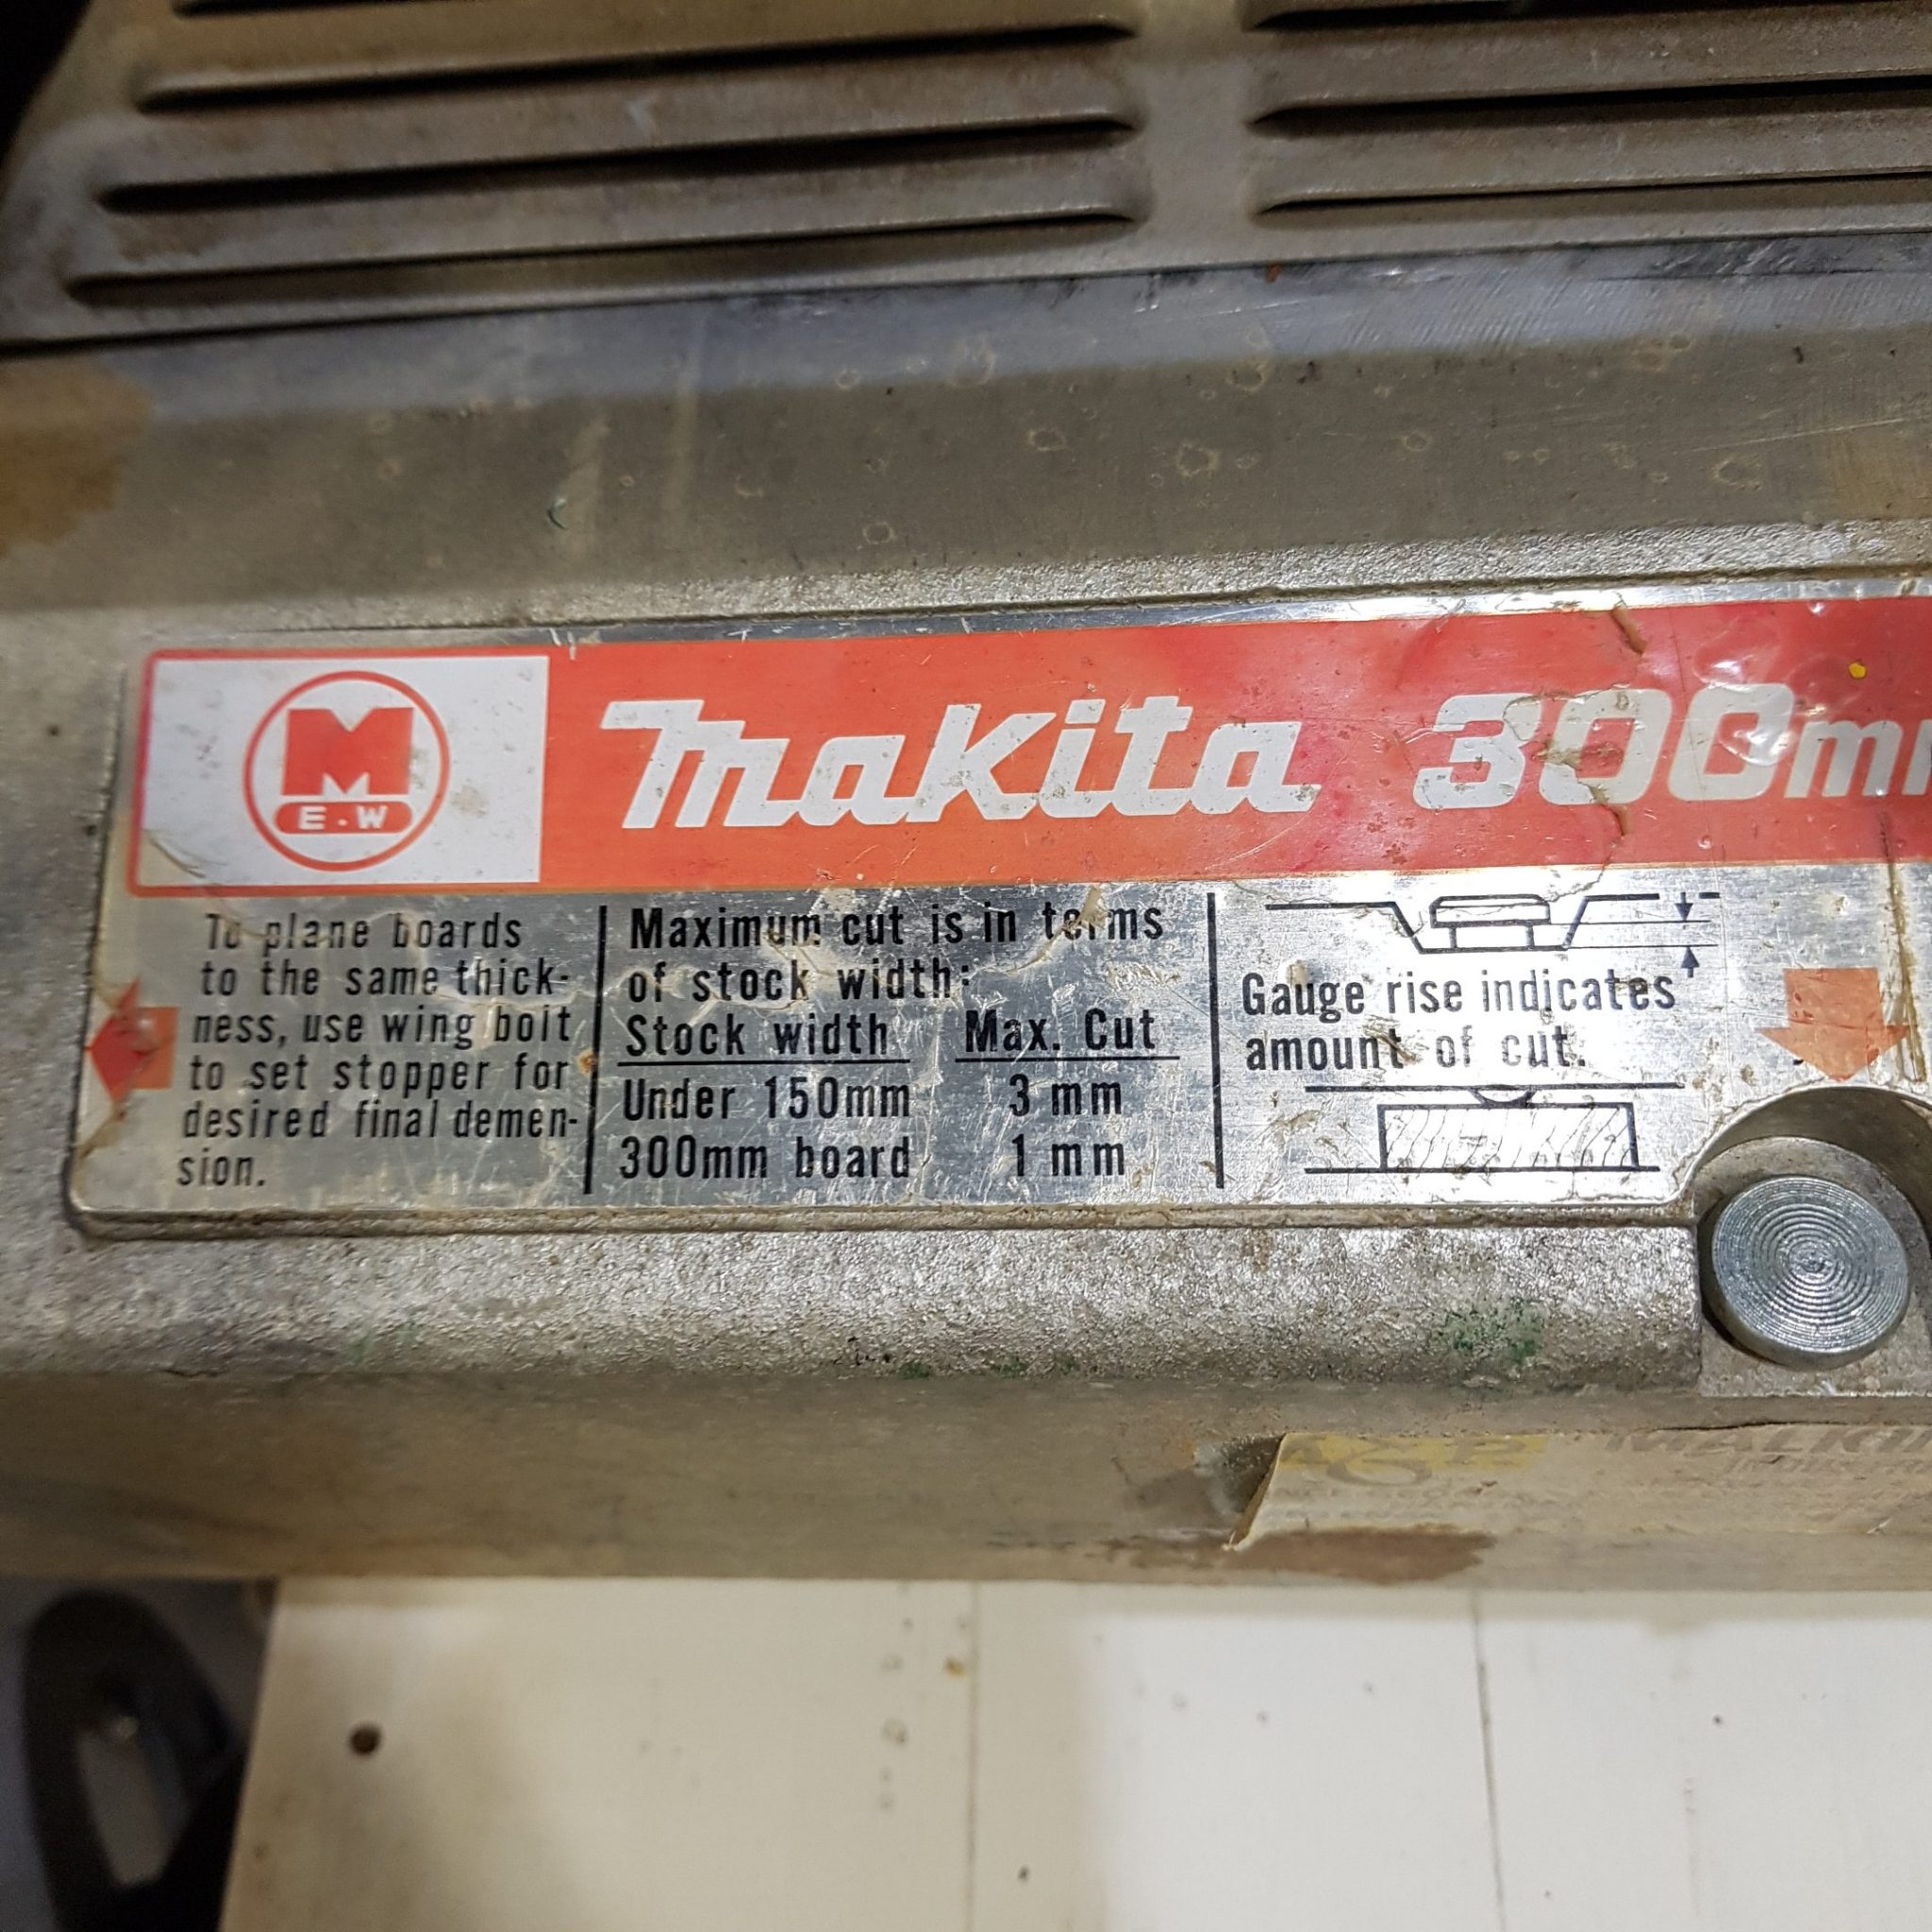 M
E.W
makita 300m
To plane boards
to the same thick-
ness, use wing bolt
to set stopper for
desired final demen-
sion.
Maximum cut is in terms
of stock width:
Stock width Max. Cut
Under 150mm 3 mm
300mm board 1 mm
Gauge rise indicates
amount of cut.